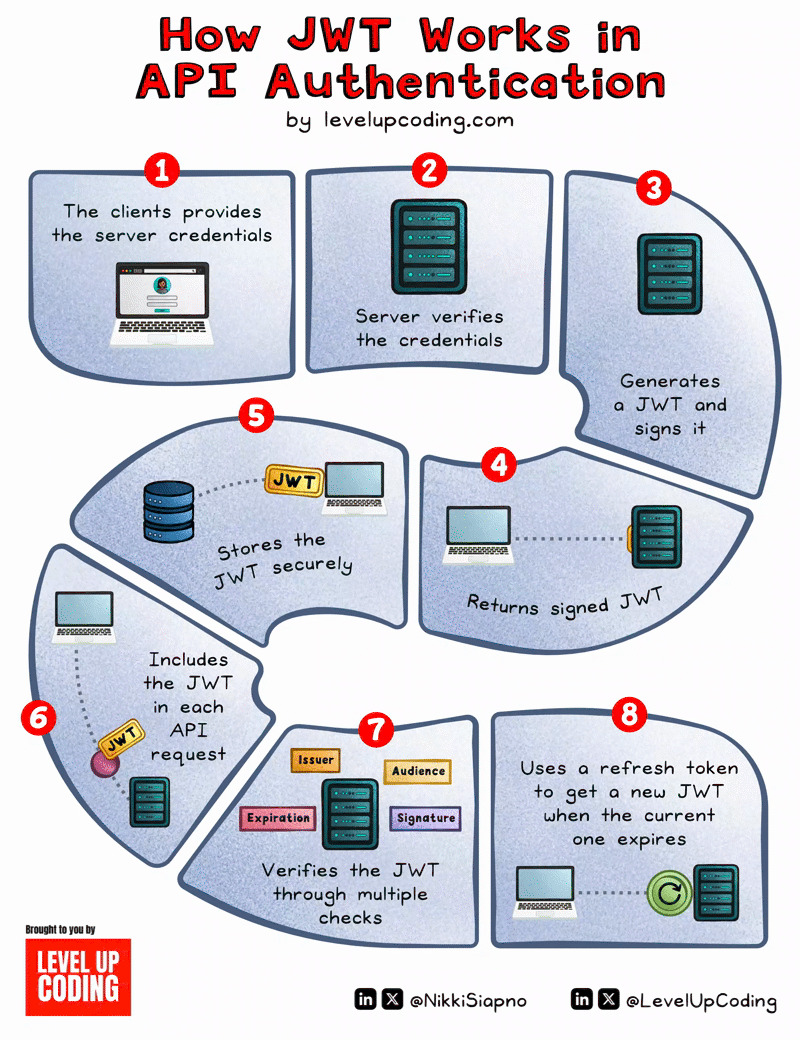 How JWT Works in
API Authentication
by levelupcoding.com
1
The clients provides
the server credentials
2
Server verifies
the credentials
3
Generates
a JWT and
signs it
4
Returns signed JWT
5
JWT
Stores the
JWT securely
6
Includes
the JWT
in each
API
request
JWT
7
Issuer
Audience
Expiration
Signature
Verifies the JWT
through multiple
checks
8
Uses a refresh token
to get a new JWT
when the current
one expires
Brought to you by
LEVEL UP
CODING
in X @NikkiSiapno
in X @LevelUpCoding